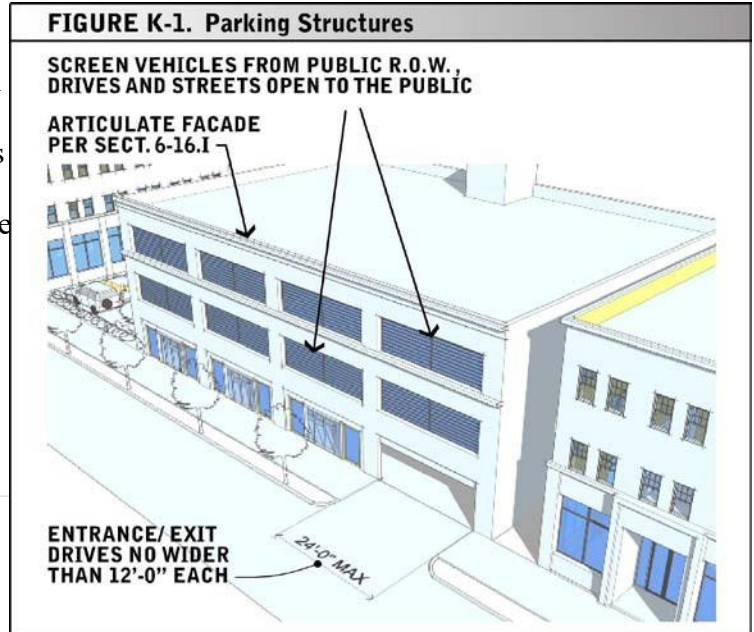 FIGURE K-1. Parking Structures
SCREEN VEHICLES FROM PUBLIC R.O.W.,
DRIVES AND STREETS OPEN TO THE PUBLIC
ARTICULATE FACADE
PER SECT. 6-16.I
ENTRANCE/EXIT
DRIVES NO WIDER
THAN 12'-0" EACH
24'-0" MAX